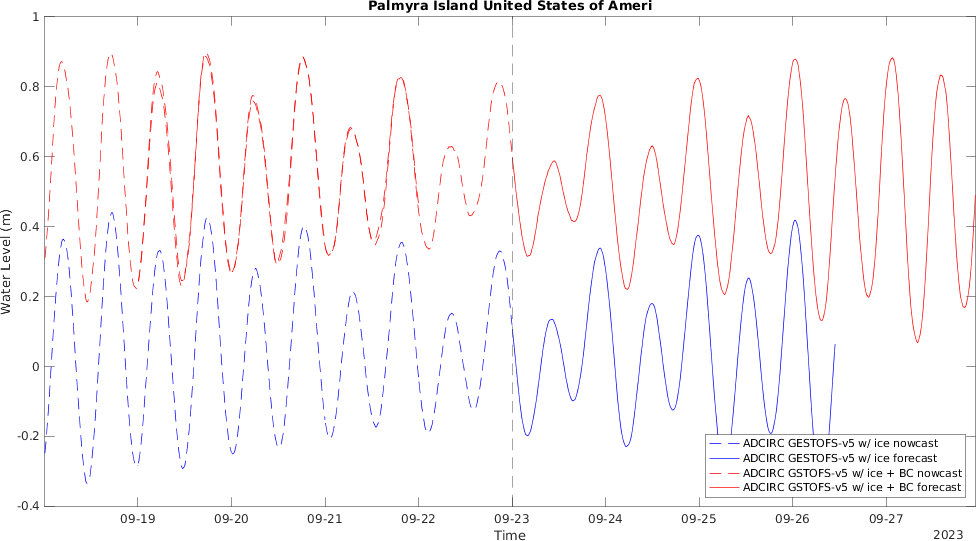 Palmyra Island United States of Ameri
Water Level (m)
1
0.8
0.6
0.4
0.2
0
-0.2
-0.4
09-19 09-20 09-21 09-22 09-23 09-24 09-25 09-26 09-27
Time
2023
ADCIRC GESTOFS-v5 w/ ice nowcast
ADCIRC GESTOFS-v5 w/ ice forecast
ADCIRC GSTOFS-v5 w/ ice + BC nowcast
ADCIRC GSTOFS-v5 w/ ice + BC forecast